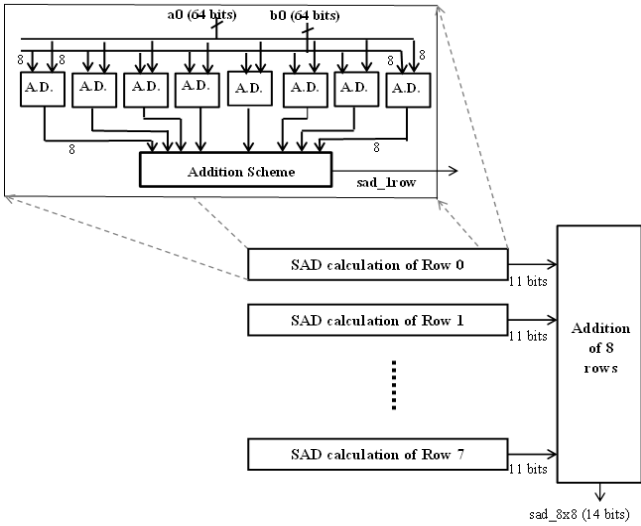 a0 (64 bits) b0 (64 bits)
8 8 8
A.D. A.D. A.D. A.D. A.D. A.D. A.D. A.D.
8 8
Addition Scheme
sad_1row
SAD calculation of Row 0
11 bits
SAD calculation of Row 1
11 bits
Addition
of 8
rows
SAD calculation of Row 7
11 bits
sad_8x8 (14 bits)